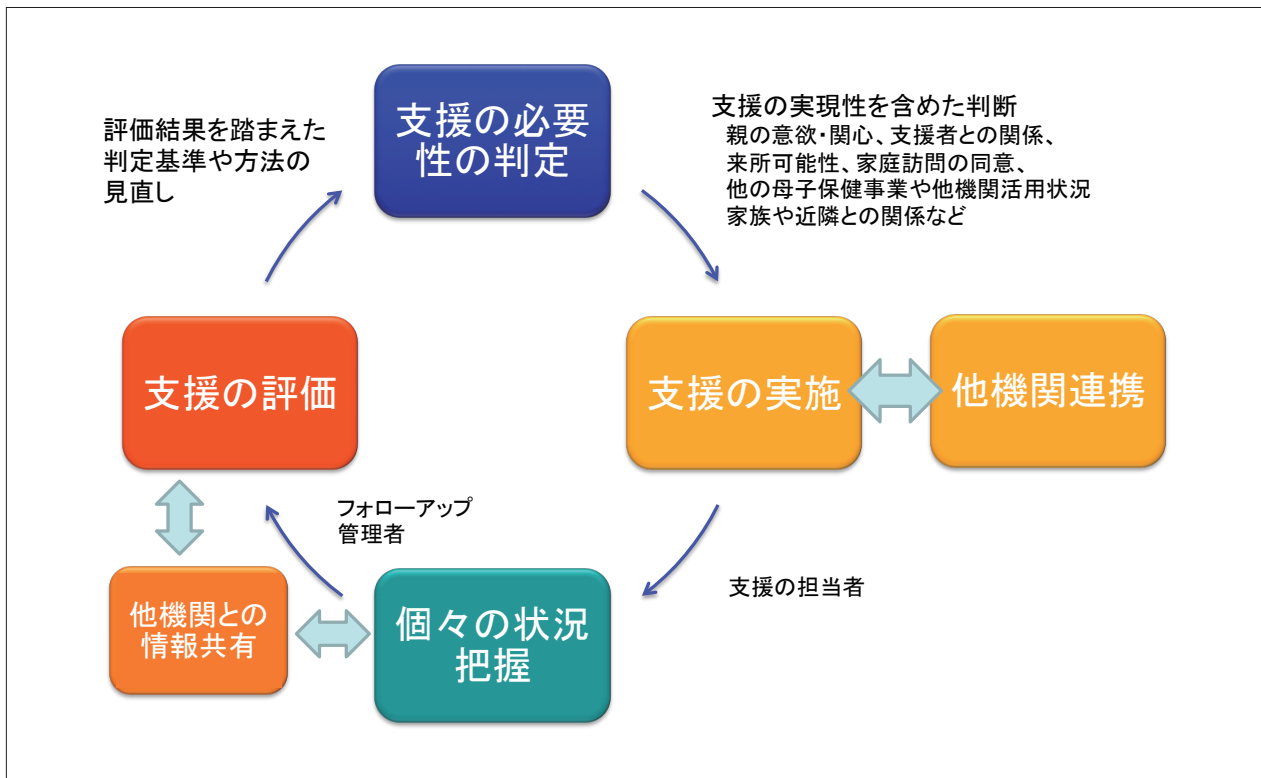 支援の必要
性の判定
評価結果を踏まえた
判定基準や方法の
見直し
支援の実現性を含めた判断
親の意欲・関心、支援者との関係、
来所可能性、家庭訪問の同意、
他の母子保健事業や他機関活用状況
家族や近隣との関係など
支援の評価
支援の実施
他機関連携
フォローアップ
管理者
支援の担当者
他機関との
情報共有
個々の状況
把握